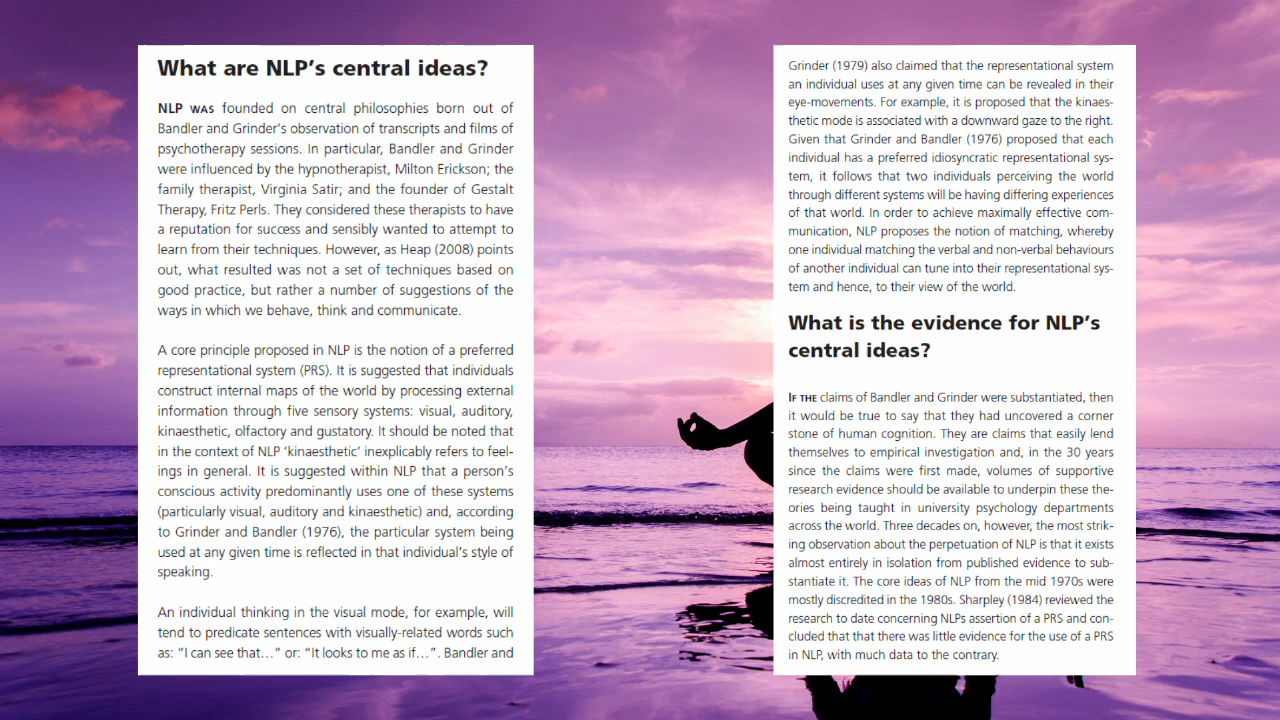 What are NLP's central ideas?
NLP WAS founded on central philosophies born out of
Bandler and Grinder's observation of transcripts and films of
psychotherapy sessions. In particular, Bandler and Grinder
were influenced by the hypnotherapist, Milton Erickson; the
family therapist, Virginia Satir; and the founder of Gestalt
Therapy, Fritz Perls. They considered these therapists to have
a reputation for success and sensibly wanted to attempt to
learn from their techniques. However, as Heap (2008) points
out, what resulted was not a set of techniques based on
good practice, but rather a number of suggestions of the
ways in which we behave, think and communicate.
A core principle proposed in NLP is the notion of a preferred
representational system (PRS). It is suggested that individuals
construct internal maps of the world by processing external
information through five sensory systems: visual, auditory,
kinaesthetic, olfactory and gustatory. It should be noted that
in the context of NLP ‘kinaesthetic’ inexplicably refers to feel-
ings in general. It is suggested within NLP that a person's
conscious activity predominantly uses one of these systems
(particularly visual, auditory and kinaesthetic) and, according
to Grinder and Bandler (1976), the particular system being
used at any given time is reflected in that individual's style of
speaking.
An individual thinking in the visual mode, for example, will
tend to predicate sentences with visually-related words such
as: “I can see that…” or: “It looks to me as if…”. Bandler and
Grinder (1979) also claimed that the representational system
an individual uses at any given time can be revealed in their
eye-movements. For example, it is proposed that the kinaes-
thetic mode is associated with a downward gaze to the right.
Given that Grinder and Bandler (1976) proposed that each
individual has a preferred idiosyncratic representational sys-
tem, it follows that two individuals perceiving the world
through different systems will be having differing experiences
of that world. In order to achieve maximally effective com-
munication, NLP proposes the notion of matching, whereby
one individual matching the verbal and non-verbal behaviours
of another individual can tune into their representational sys-
tem and hence, to their view of the world.
What is the evidence for NLP's
central ideas?
IF THE claims of Bandler and Grinder were substantiated, then
it would be true to say that they had uncovered a corner
stone of human cognition. They are claims that easily lend
themselves to empirical investigation and, in the 30 years
since the claims were first made, volumes of supportive
research evidence should be available to underpin these the-
ories being taught in university psychology departments
across the world. Three decades on, however, the most strik-
ing observation about the perpetuation of NLP is that it exists
almost entirely in isolation from published evidence to sub-
stantiate it. The core ideas of NLP from the mid 1970s were
mostly discredited in the 1980s. Sharpley (1984) reviewed the
research to date concerning NLPs assertion of a PRS and con-
cluded that that there was little evidence for the use of a PRS
in NLP, with much data to the contrary.